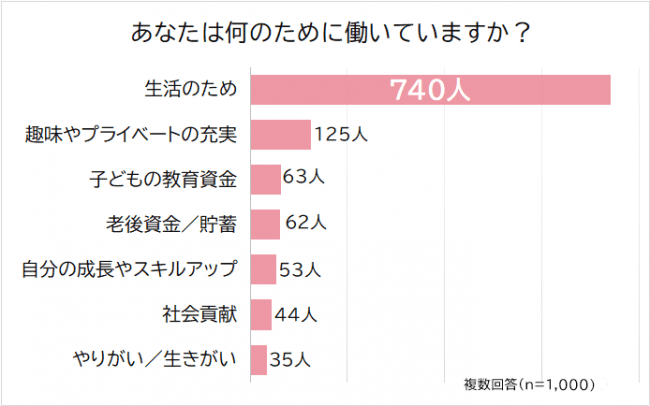 あなたは何のために働いていますか？
生活のため 740人
趣味やプライベートの充実 125人
子どもの教育資金 63人
老後資金／貯蓄 62人
自分の成長やスキルアップ 53人
社会貢献 44人
やりがい／生きがい 35人
複数回答（n=1,000）